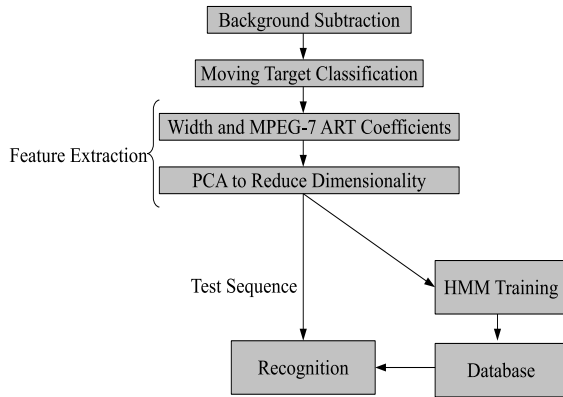 Background Subtraction
Moving Target Classification
Width and MPEG-7 ART Coefficients
Feature Extraction
PCA to Reduce Dimensionality
Test Sequence
HMM Training
Recognition
Database